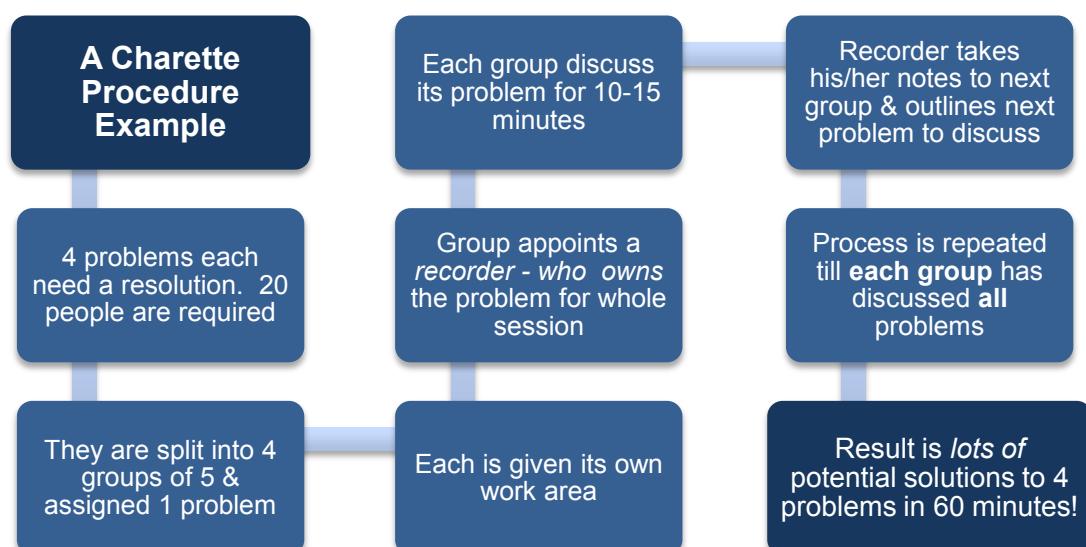 A Charette
Procedure
Example
4 problems each
need a resolution.  20
people are required
They are split into 4
groups of 5 &
assigned 1 problem
Each is given its own
work area
Group appoints a
recorder - who  owns
the problem for whole
session
Each group discuss
its problem for 10-15
minutes
Recorder takes
his/her notes to next
group & outlines next
problem to discuss
Process is repeated
till each group has
discussed all
problems
Result is lots of
potential solutions to 4
problems in 60 minutes!